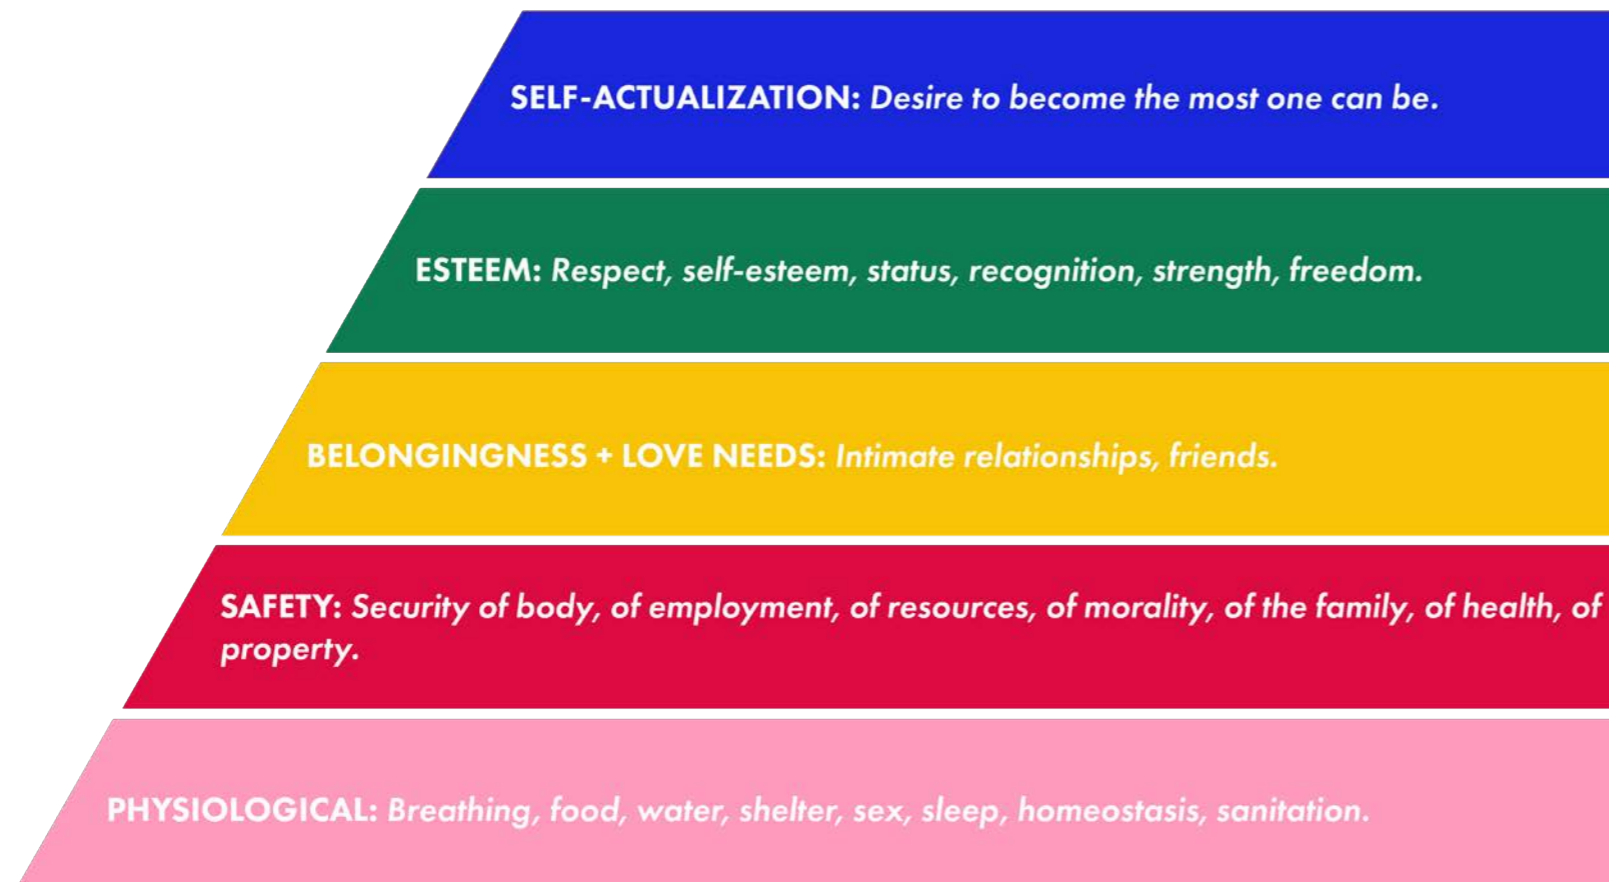 SELF-ACTUALIZATION: Desire to become the most one can be.
ESTEEM: Respect, self-esteem, status, recognition, strength, freedom.
BELONGINGNESS + LOVE NEEDS: Intimate relationships, friends.
SAFETY: Security of body, of employment, of resources, of morality, of the family, of health, of
property.
PHYSIOLOGICAL: Breathing, food, water, shelter, sex, sleep, homeostasis, sanitation.